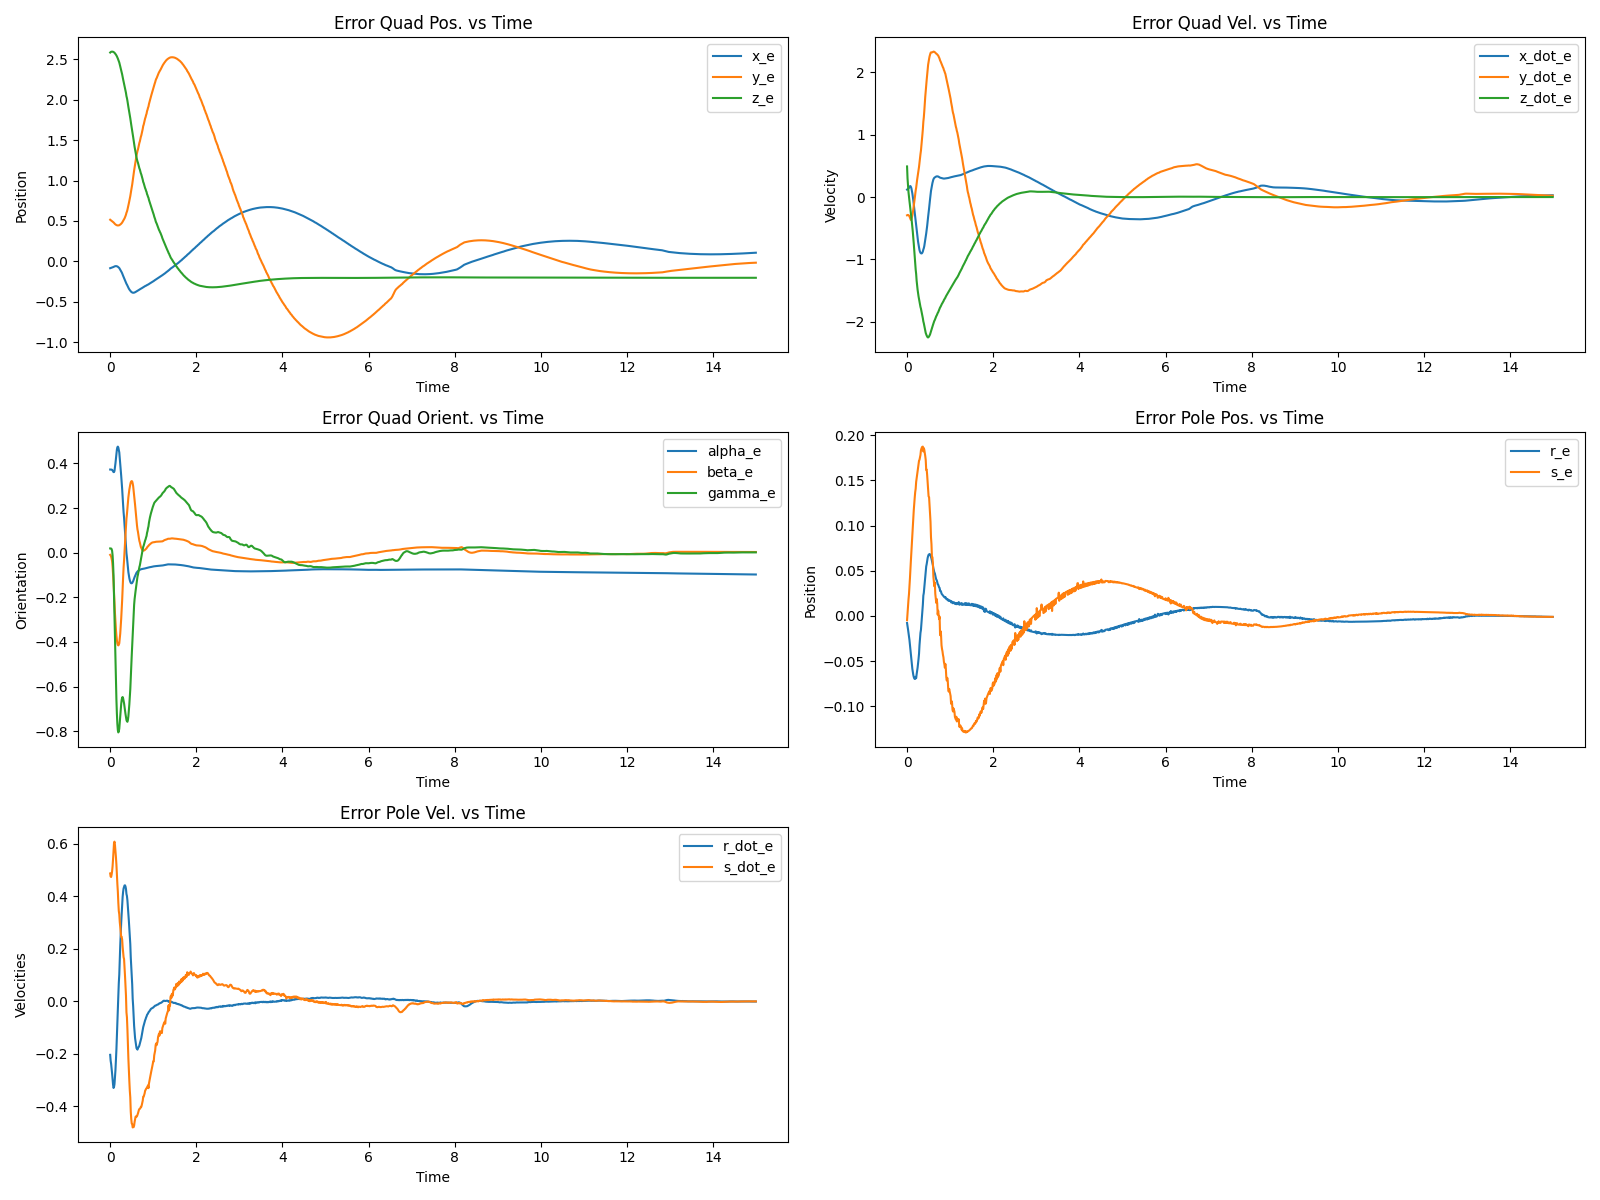 Error Quad Pos. vs Time
Position
2.5
2.0
1.5
1.0
0.5
0.0
−0.5
−1.0
x_e
y_e
z_e
0 2 4 6 8 10 12 14
Time
Error Quad Vel. vs Time
Velocity
2
1
0
−1
−2
x_dot_e
y_dot_e
z_dot_e
0 2 4 6 8 10 12 14
Time
Error Quad Orient. vs Time
Orientation
0.4
0.2
0.0
−0.2
−0.4
−0.6
−0.8
alpha_e
beta_e
gamma_e
0 2 4 6 8 10 12 14
Time
Error Pole Pos. vs Time
Position
0.20
0.15
0.10
0.05
0.00
−0.05
−0.10
r_e
s_e
0 2 4 6 8 10 12 14
Time
Error Pole Vel. vs Time
Velocities
0.6
0.4
0.2
0.0
−0.2
−0.4
r_dot_e
s_dot_e
0 2 4 6 8 10 12 14
Time